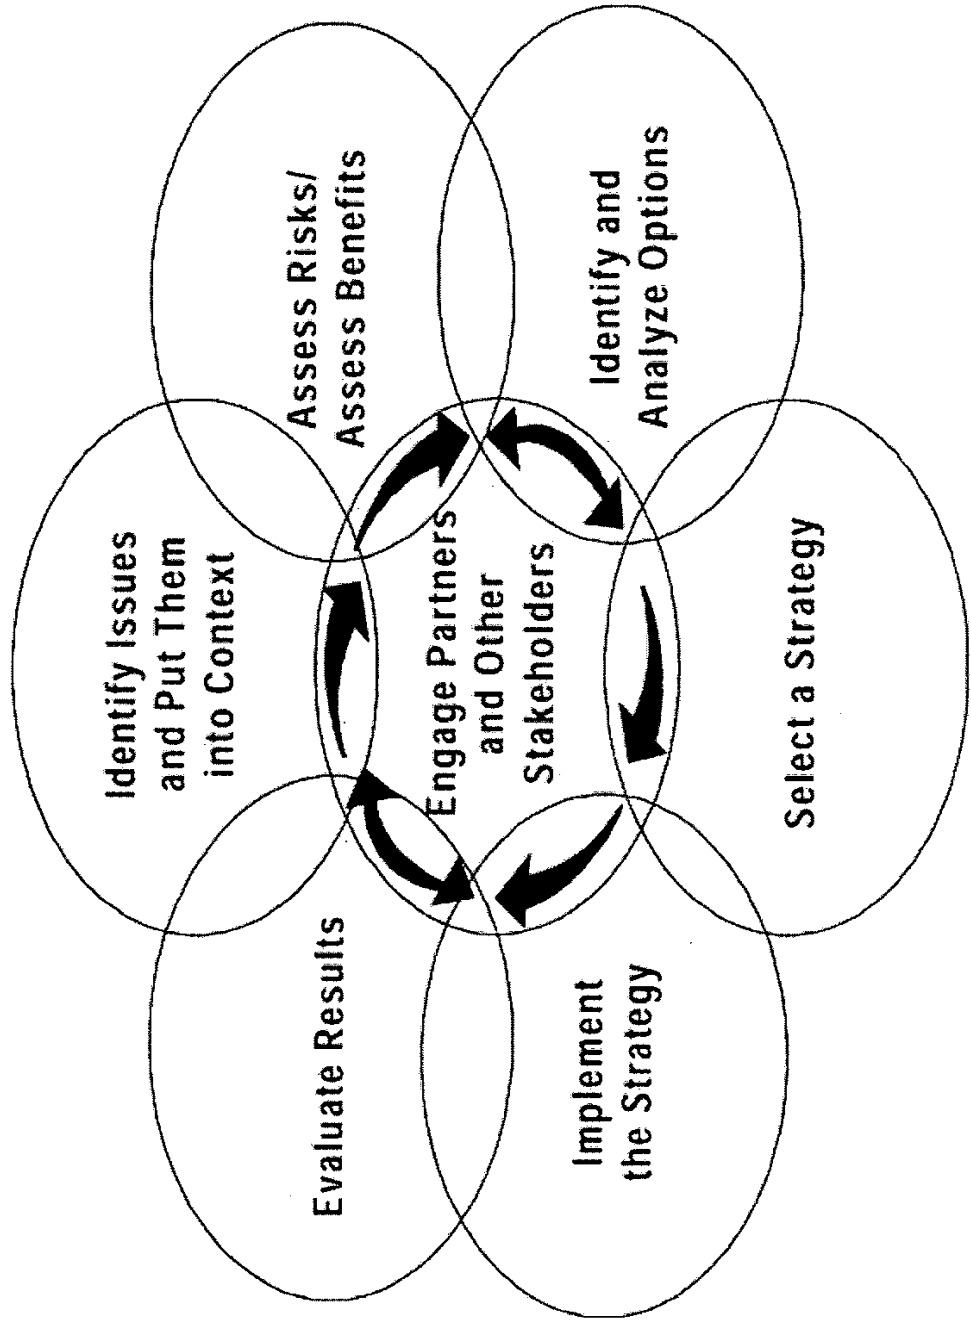 Identify Issues
and Put Them
into Context
Assess Risks/
Assess Benefits
Identify and
Analyze Options
Select a Strategy
Implement
the Strategy
Evaluate Results
Engage Partners
and Other
Stakeholders